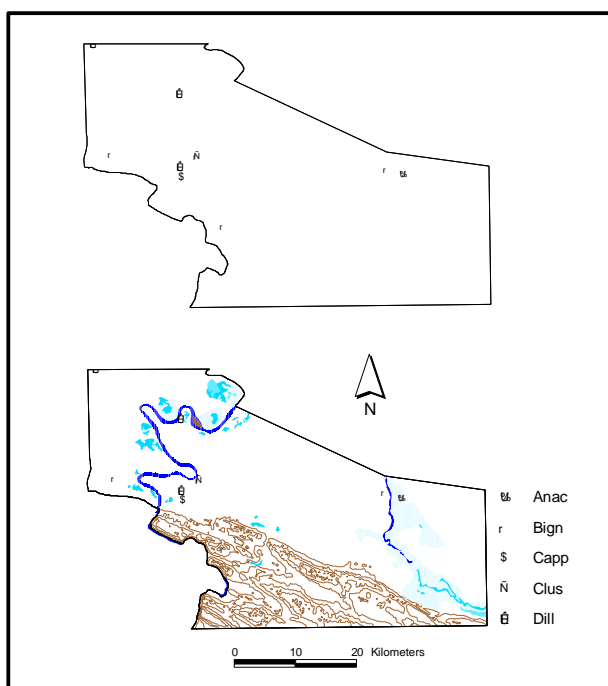 r
Ñ
$
r
r
N
r
Ñ
$
r
Anac
r Bign
$ Capp
Ñ Clus
Dill
0 10 20 Kilometers